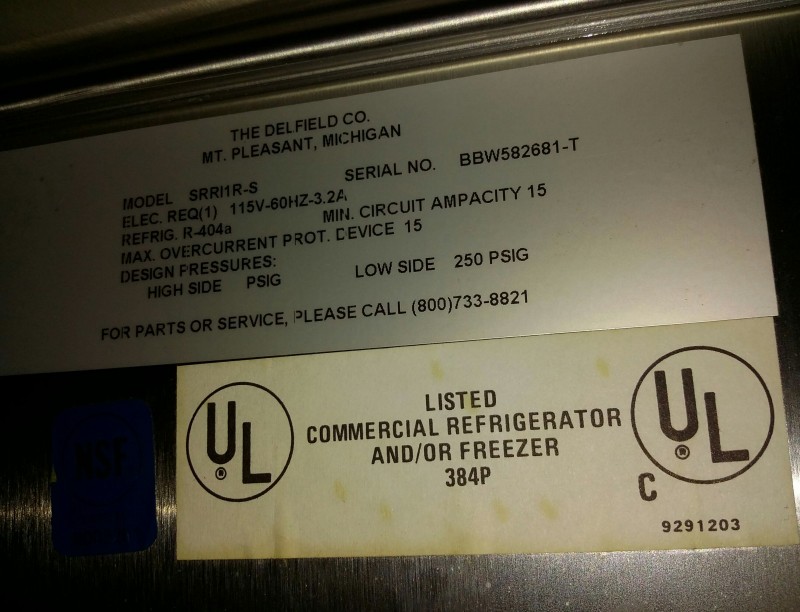 THE DELFIELD CO.
MT. PLEASANT, MICHIGAN
MODEL SRRI1R-S SERIAL NO. BBW582681-T
ELEC. REQ(1) 115V-60HZ-3.2A
REFRIG. R-404a MIN. CIRCUIT AMPACITY 15
MAX. OVERCURRENT PROT. DEVICE 15
DESIGN PRESSURES:
HIGH SIDE PSIG LOW SIDE 250 PSIG
FOR PARTS OR SERVICE, PLEASE CALL (800)733-8821
UL ®
LISTED
COMMERCIAL REFRIGERATOR
AND/OR FREEZER
384P
C UL ®
9291203
NSF